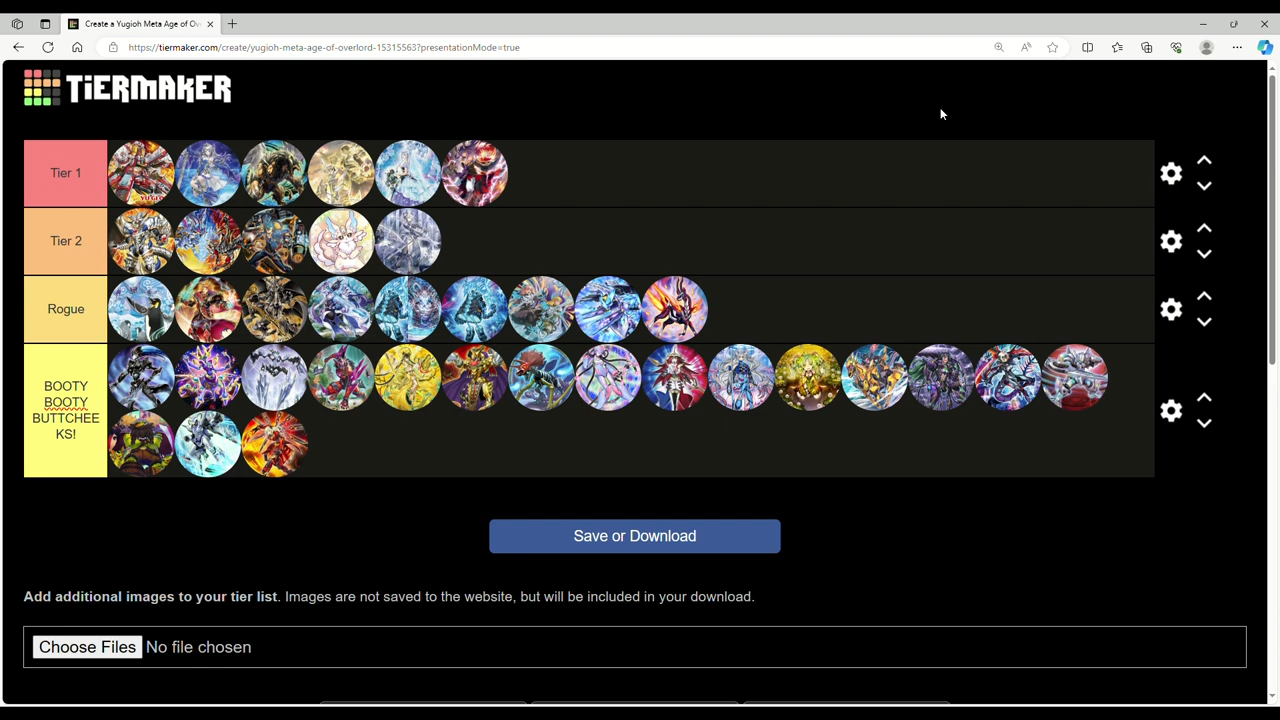 Create a Yugioh Meta Age of Ov
https://tiermaker.com/create/yugioh-meta-age-of-overlord-15315563?presentationMode=true
TiERMAKER
Tier 1
Tier 2
Rogue
BOOTY
BOOTY
BUTTCHEE
KS!
Save or Download
Add additional images to your tier list. Images are not saved to the website, but will be included in your download.
Choose Files No file chosen